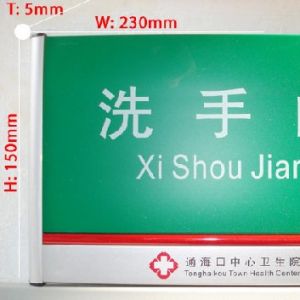 T: 5mm
W: 230mm
H: 150mm
洗手
Xi Shou Jian
通海口中心卫生院
Tonghaikou Town Health Center